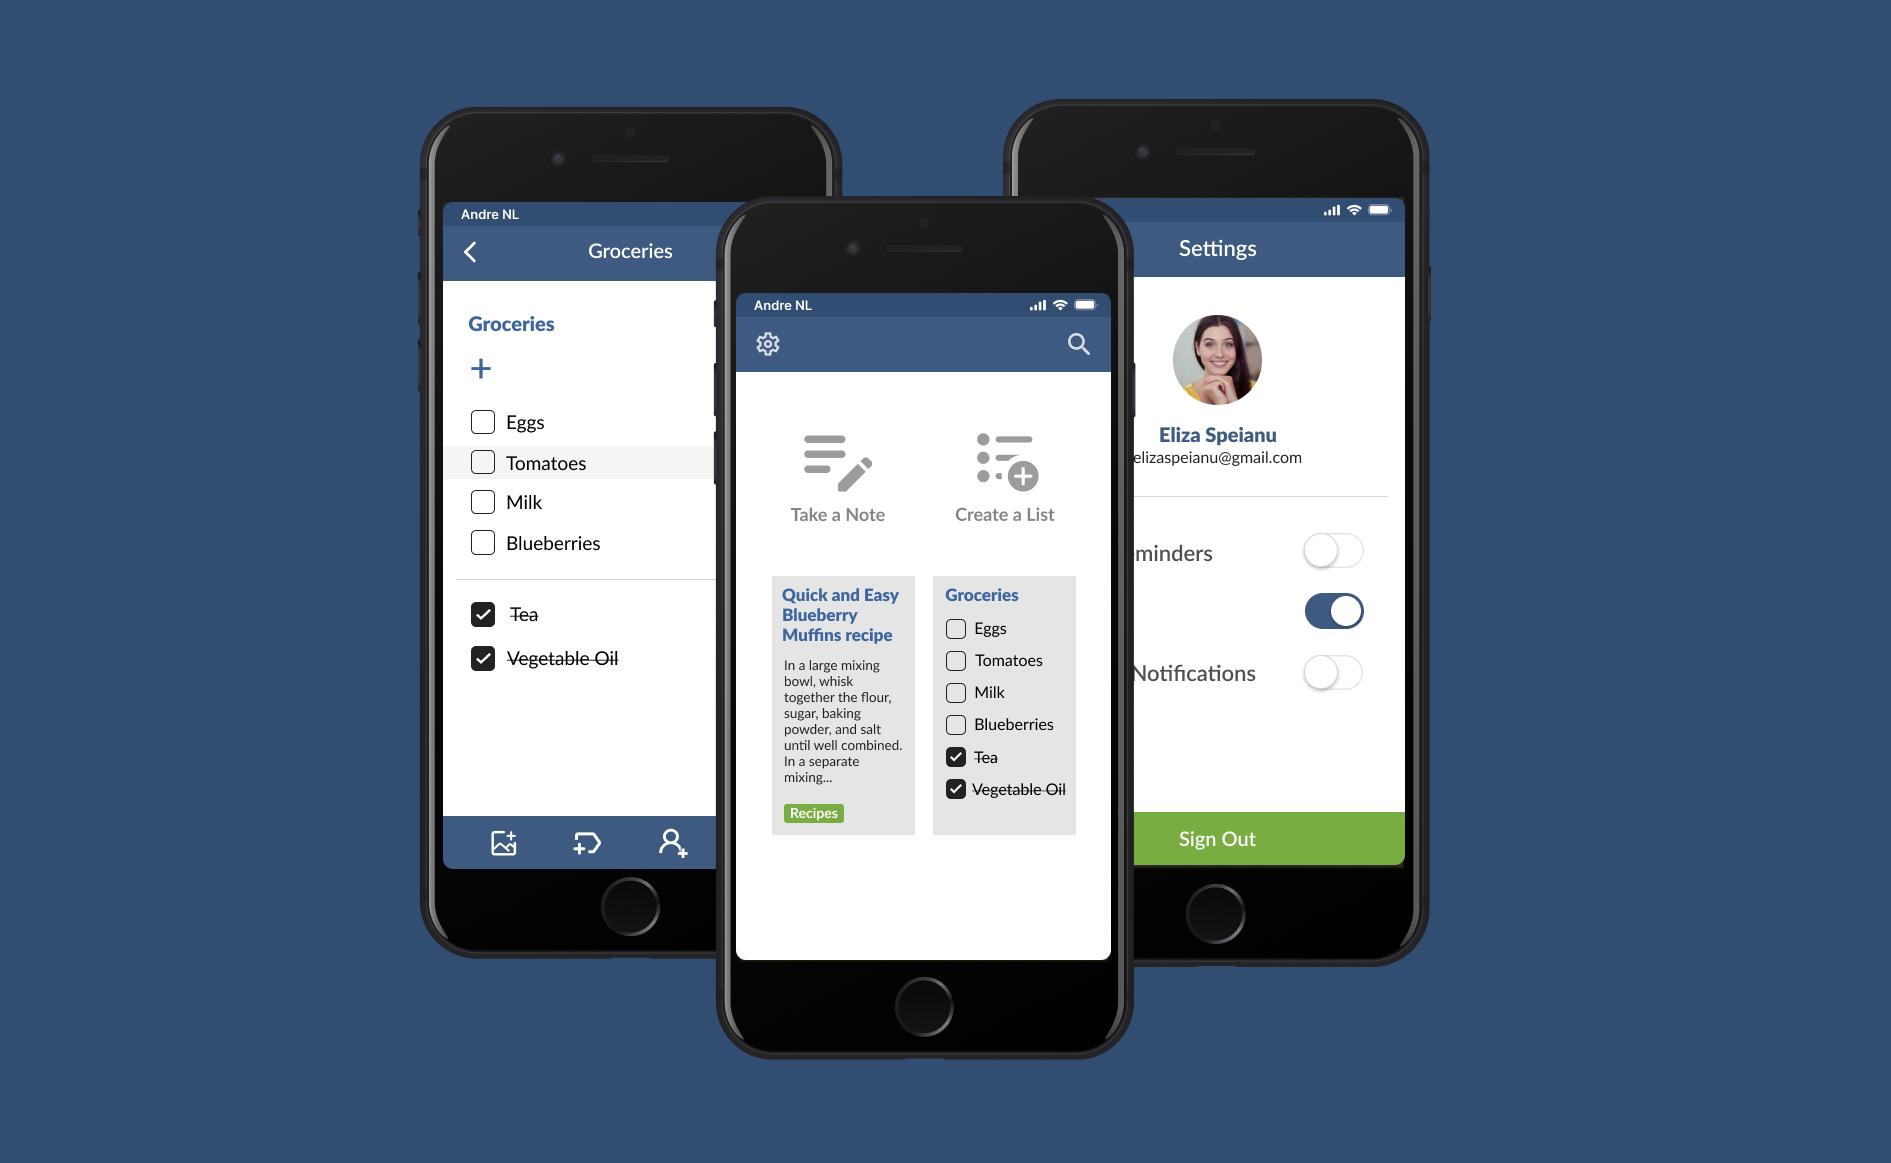 Andre NL
Groceries
Groceries
Eggs
Tomatoes
Milk
Blueberries
Tea
Vegetable Oil
Andre NL
Take a Note
Create a List
Quick and Easy
Blueberry
Muffins recipe
In a large mixing
bowl, whisk
together the flour,
sugar, baking
powder, and salt
until well combined.
In a separate
mixing...
Recipes
Groceries
Eggs
Tomatoes
Milk
Blueberries
Tea
Vegetable Oil
Settings
Eliza Speianu
elizaspeianu@gmail.com
minders
Notifications
Sign Out